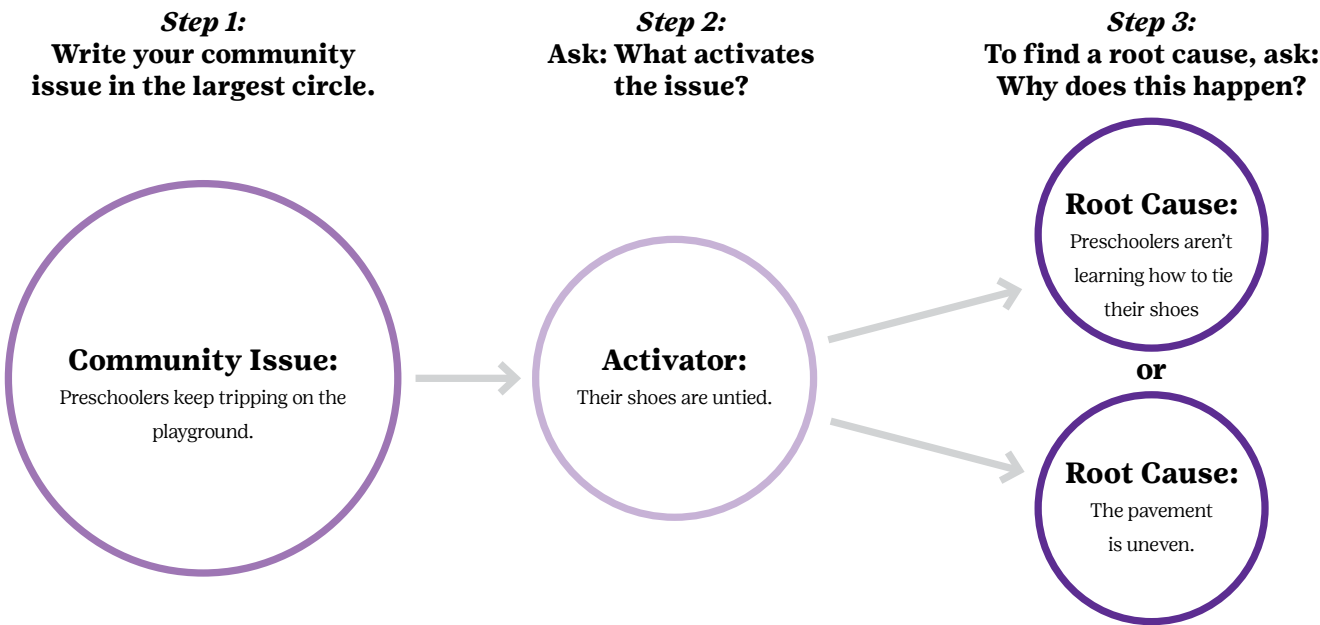 Step 1:
Write your community
issue in the largest circle.
Step 2:
Ask: What activates
the issue?
Step 3:
To find a root cause, ask:
Why does this happen?
Community Issue:
Preschoolers keep tripping on the
playground.
Activator:
Their shoes are untied.
Root Cause:
Preschoolers aren’t
learning how to tie
their shoes
or
Root Cause:
The pavement
is uneven.